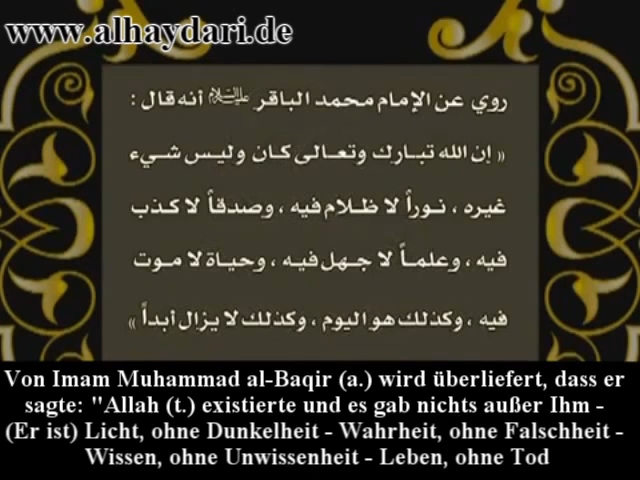 www.alhaydari.de
روي عن الإمام محمد الباقر عليه السلام أنه قال :
« إن الله تبارك وتعالى كان وليس شيء
غيره ، نوراً لا ظلام فيه ، وصدقاً لا كذب
فيه ، وعلماً لا جهل فيه ، وحياة لا موت
فيه ، وكذلك هو اليوم ، وكذلك لا يزال أبداً »
Von Imam Muhammad al-Baqir (a.) wird überliefert, dass er
sagte: "Allah (t.) existierte und es gab nichts außer Ihm -
(Er ist) Licht, ohne Dunkelheit - Wahrheit, ohne Falschheit -
Wissen, ohne Unwissenheit - Leben, ohne Tod